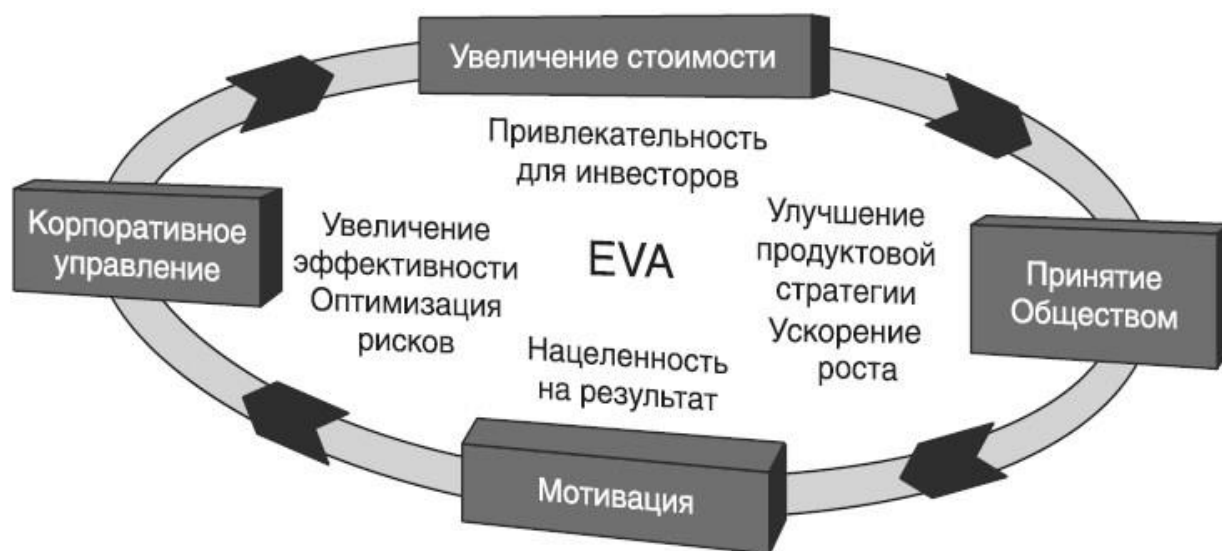 Увеличение стоимости
Привлекательность
для инвесторов
Корпоративное
управление
Увеличение
эффективности
Оптимизация
рисков
EVA
Улучшение
продуктовой
стратегии
Ускорение
роста
Принятие
Обществом
Нацеленность
на результат
Мотивация